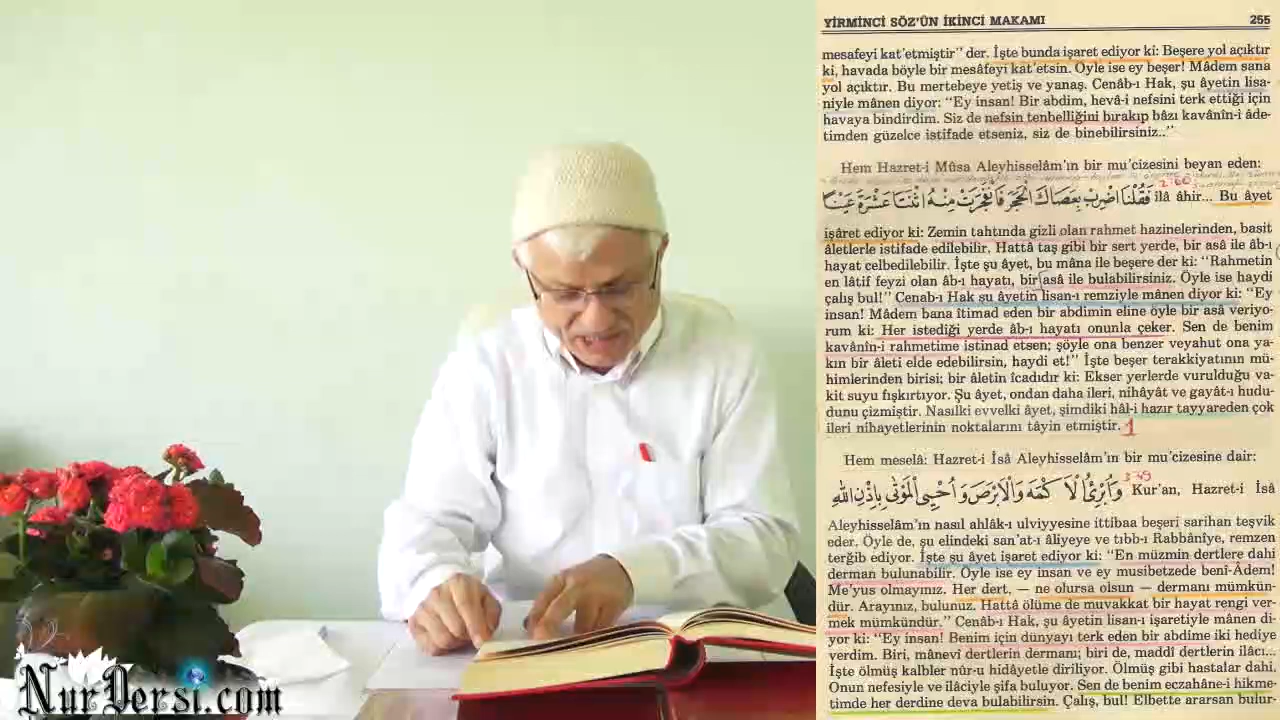 YİRMİNCİ SÖZ'ÜN İKİNCİ MAKAMI 255
mesafeyi kat'etmiştir" der. İşte bunda işaret ediyor ki: Beşere yol açıktır
ki, havada böyle bir mesâfeyi kat'etsin. Öyle ise ey beşer! Mâdem sana
yol açıktır. Bu mertebeye yetiş ve yanaş. Cenâb-ı Hak, şu âyetin lisa-
niyle mânen diyor: "Ey insan! Bir abdim, hevâ-i nefsini terk ettiği için
havaya bindirdim. Siz de nefsin tenbelliğini bırakıp bâzı kavânîn-i âde-
timden güzelce istifade etseniz, siz de binebilirsiniz.."
Hem Hazret-i Mûsa Aleyhisselâm'ın bir mu'cizesini beyan eden:
2:60
فَقُلْنَا اضْرِبْ بِعَصَاكَ الْحَجَرَ فَانْفَجَرَتْ مِنْهُ اثْنَتَا عَشْرَةَ عَيْنًا ilâ âhir... Bu âyet
işâret ediyor ki: Zemin tahtında gizli olan rahmet hazinelerinden, basit
âletlerle istifade edilebilir. Hattâ taş gibi bir sert yerde, bir asâ ile âb-ı
hayat celbedilebilir. İşte şu âyet, bu mâna ile beşere der ki: "Rahmetin
en lâtif feyzi olan âb-ı hayatı, bir asâ ile bulabilirsiniz. Öyle ise haydi
çalış bul!" Cenab-ı Hak şu âyetin lisan-ı remziyle mânen diyor ki: "Ey
insan! Mâdem bana îtimad eden bir abdimin eline öyle bir asâ veriyo-
rum ki: Her istediği yerde âb-ı hayatı onunla çeker. Sen de benim
kavânîn-i rahmetime istinad etsen; şöyle ona benzer veyahut ona ya-
kın bir âleti elde edebilirsin, haydi et!" İşte beşer terakkiyatının mü-
himlerinden birisi; bir âletin îcadıdır ki: Ekser yerlerde vurulduğu va-
kit suyu fışkırtıyor. Şu âyet, ondan daha ileri, nihâyât ve gayât-ı hudu-
dunu çizmiştir. Nasılki evvelki âyet, şimdiki hâl-i hazır tayyareden çok
ileri nihayetlerinin noktalarını tâyin etmiştir. 1
Hem meselâ: Hazret-i İsâ Aleyhisselâm'ın bir mu'cizesine dair:
3:49
وَاُبْرِئُ الْاَكْمَهَ وَالْاَبْرَصَ وَاُحْيِى الْمَوْتٰى بِاِذْنِ اللّٰهِ Kur'an, Hazret-i İsâ
Aleyhisselâm'ın nasıl ahlâk-ı ulviyyesine ittibaa beşeri sarihan teşvik
eder. Öyle de, şu elindeki san'at-ı âliyeye ve tıbb-ı Rabbânîye, remzen
terğib ediyor. İşte şu âyet işaret ediyor ki: "En müzmin dertlere dahi
derman bulunabilir. Öyle ise ey insan ve ey musibetzede benî-Âdem!
Me'yus olmayınız. Her dert, — ne olursa olsun — dermanı mümkün-
dür. Arayınız, bulunuz. Hattâ ölüme de muvakkat bir hayat rengi ver-
mek mümkündür." Cenâb-ı Hak, şu âyetin lisan-ı işaretiyle mânen di-
yor ki: "Ey insan! Benim için dünyayı terk eden bir abdime iki hediye
verdim. Biri, mânevî dertlerin dermanı; biri de, maddî dertlerin ilâcı...
İşte ölmüş kalbler nûr-u hidâyetle diriliyor. Ölmüş gibi hastalar dahi,
Onun nefesiyle ve ilâciyle şifa buluyor. Sen de benim eczahâne-i hikme-
timde her derdine deva bulabilirsin. Çalış, bul! Elbette ararsan bulur-
NurDersi.com